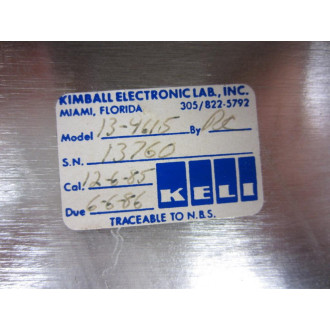 KIMBALL ELECTRONIC LAB., INC.
MIAMI, FLORIDA 305/822-5792
Model 13-4615 By
S.N. 13760
Cal. 12-6-85
Due 6-6-86
KELI
TRACEABLE TO N.B.S.